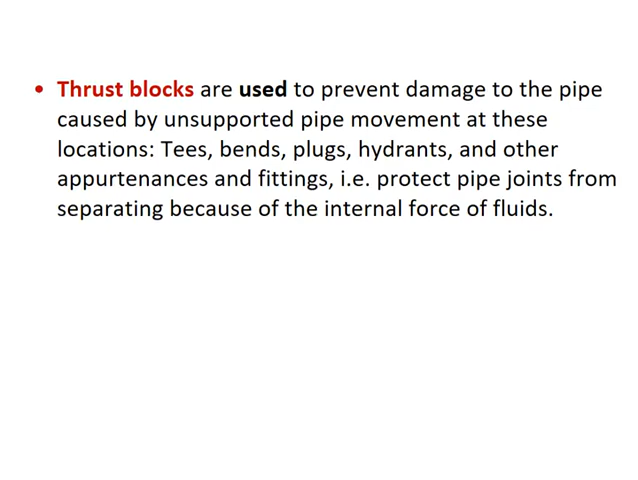 • Thrust blocks are used to prevent damage to the pipe
caused by unsupported pipe movement at these
locations: Tees, bends, plugs, hydrants, and other
appurtenances and fittings, i.e. protect pipe joints from
separating because of the internal force of fluids.